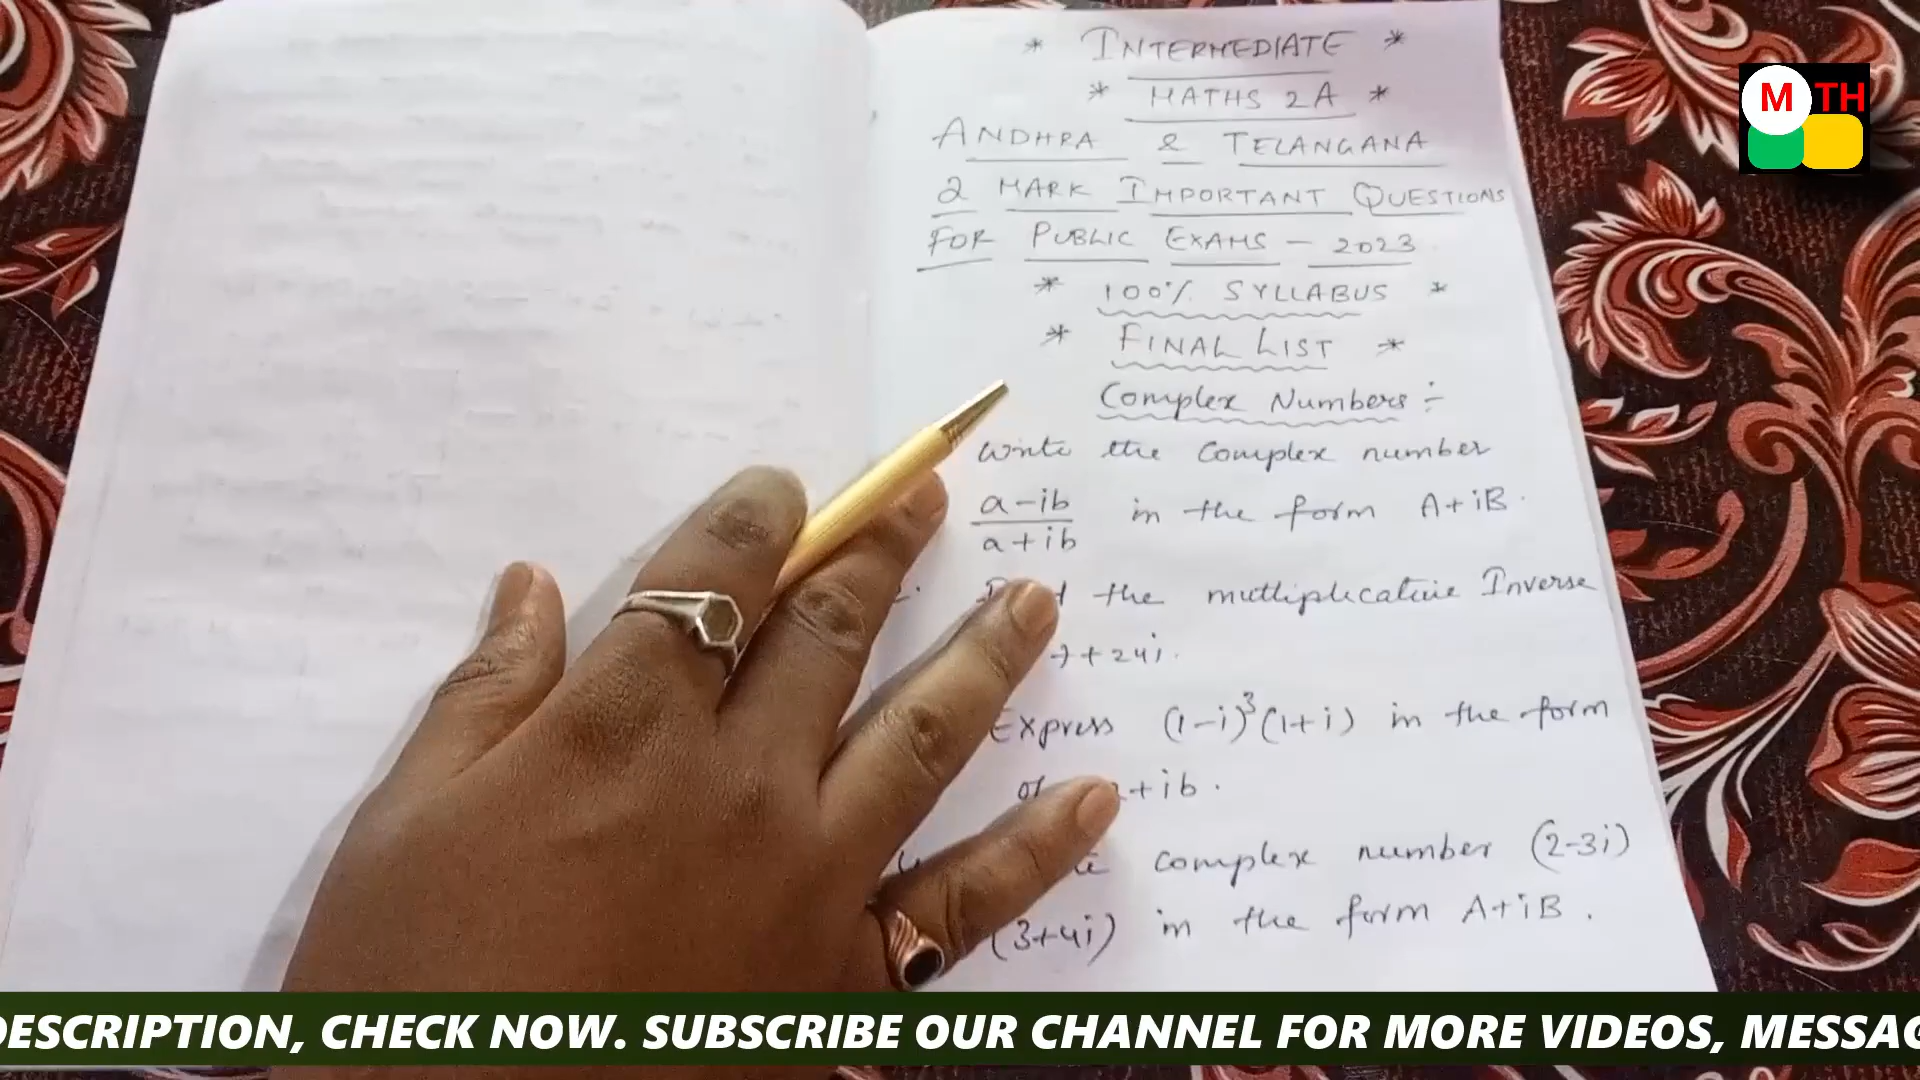 * INTERMEDIATE *
* MATHS 2A *
ANDHRA & TELANGANA
2 MARK IMPORTANT QUESTIONS
FOR PUBLIC EXAMS - 2023
* 100% SYLLABUS *
* FINAL LIST *
Complex Numbers :-
Write the Complex number
a-ib
in the form A+iB.
a+ib
the multiplicative Inverse
7+24i.
Express (1-i)³(1+i) in the form
of a+ib.
complex number (2-3i)
(3+4i) in the form A+iB.
M TH
DESCRIPTION, CHECK NOW. SUBSCRIBE OUR CHANNEL FOR MORE VIDEOS, MESSAG